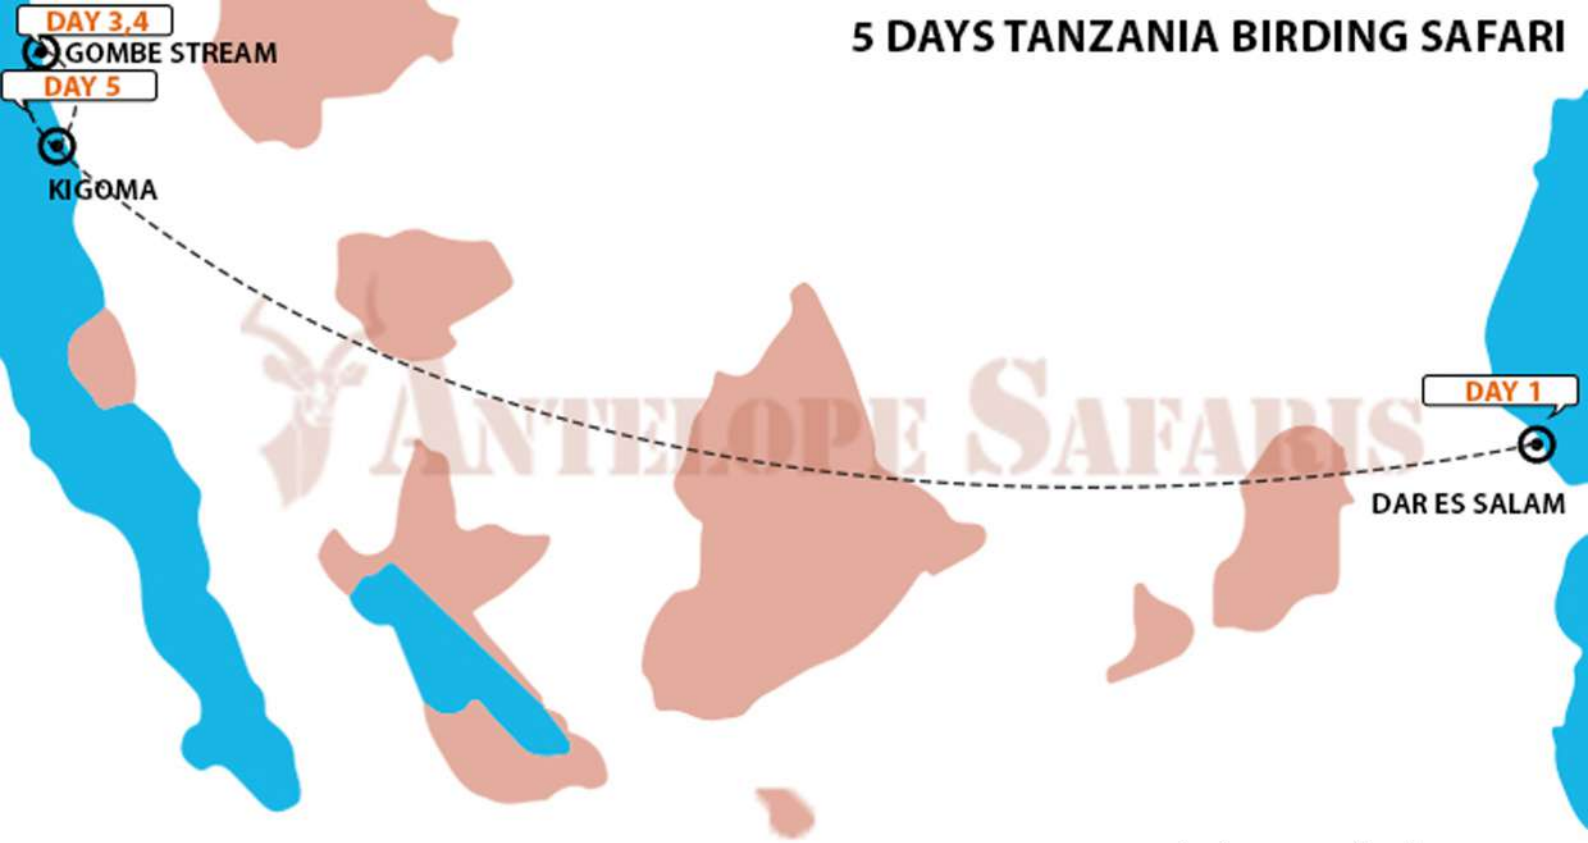 5 DAYS TANZANIA BIRDING SAFARI
DAY 3,4
GOMBE STREAM
DAY 5
KIGOMA
ANTELOPE SAFARIS
DAY 1
DAR ES SALAM